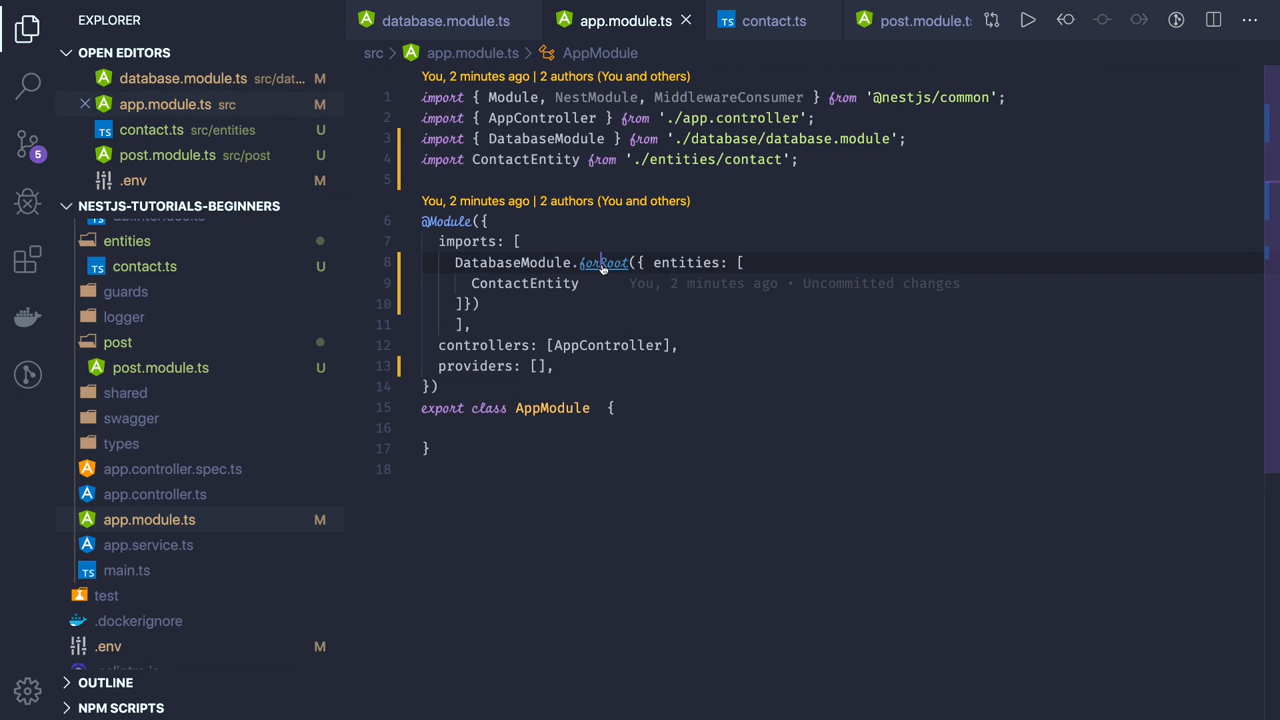 EXPLORER
OPEN EDITORS
database.module.ts src/dat... M
app.module.ts src M
contact.ts src/entities U
post.module.ts src/post U
.env M
NESTJS-TUTORIALS-BEGINNERS
entities
contact.ts U
guards
logger
post
post.module.ts U
shared
swagger
types
app.controller.spec.ts
app.controller.ts
app.module.ts M
app.service.ts
main.ts
test
.dockerignore
.env M
OUTLINE
NPM SCRIPTS
5
database.module.ts app.module.ts contact.ts post.module.ts
src > app.module.ts > AppModule
You, 2 minutes ago | 2 authors (You and others)
1 import { Module, NestModule, MiddlewareConsumer } from '@nestjs/common';
2 import { AppController } from './app.controller';
3 import { DatabaseModule } from './database/database.module';
4 import ContactEntity from './entities/contact';
5
You, 2 minutes ago | 2 authors (You and others)
6 @Module({
7 imports: [
8 DatabaseModule.forRoot({ entities: [
9 ContactEntity You, 2 minutes ago • Uncommitted changes
10 ]})
11 ],
12 controllers: [AppController],
13 providers: [],
14 })
15 export class AppModule {
16
17 }
18